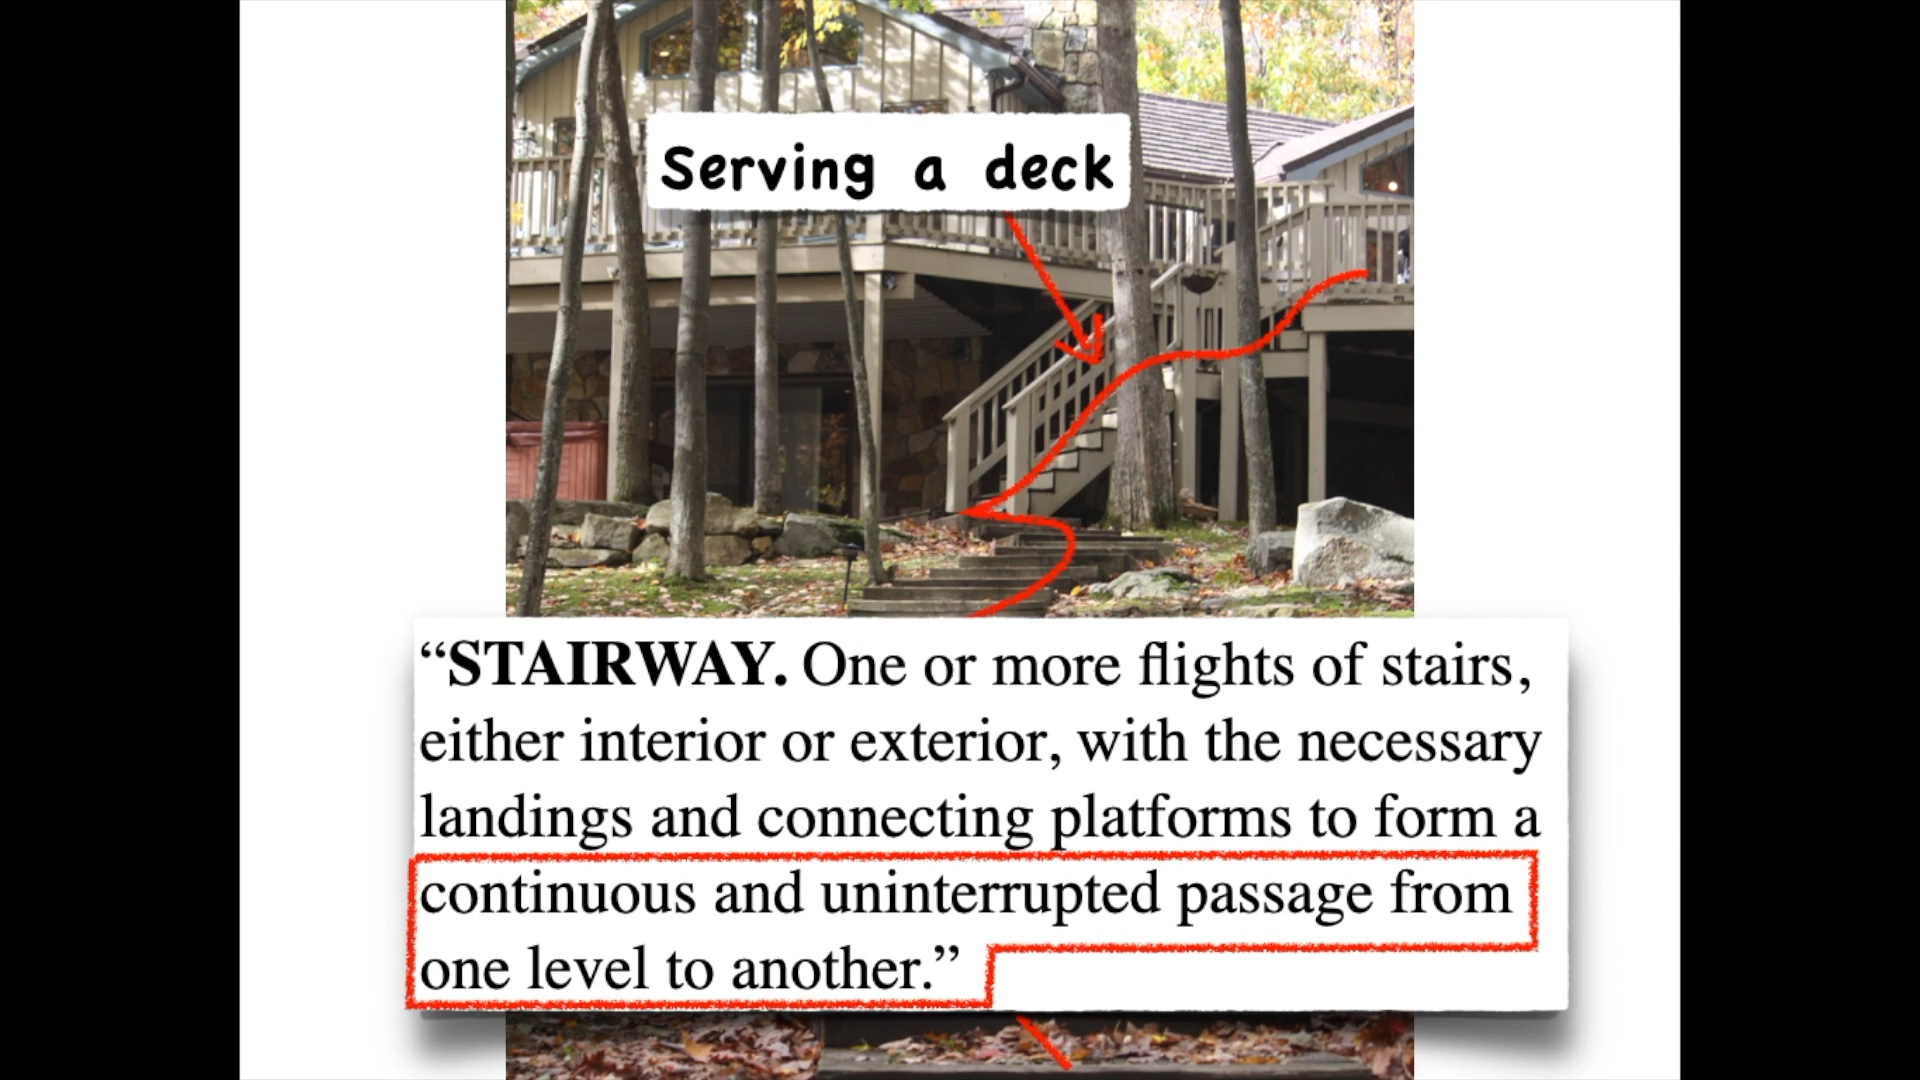 Serving a deck
“STAIRWAY. One or more flights of stairs,
either interior or exterior, with the necessary
landings and connecting platforms to form a
continuous and uninterrupted passage from
one level to another.”